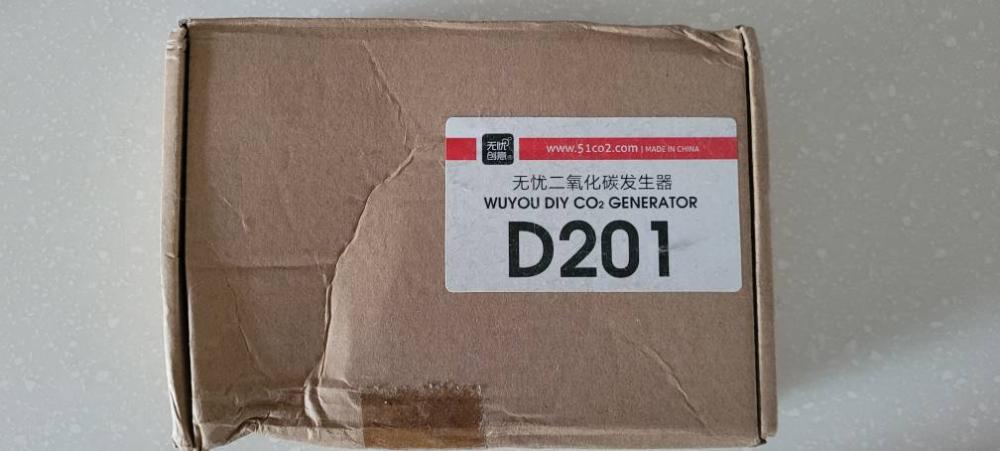 无忧
创意®
www.51co2.com | MADE IN CHINA
无忧二氧化碳发生器
WUYOU DIY CO₂ GENERATOR
D201